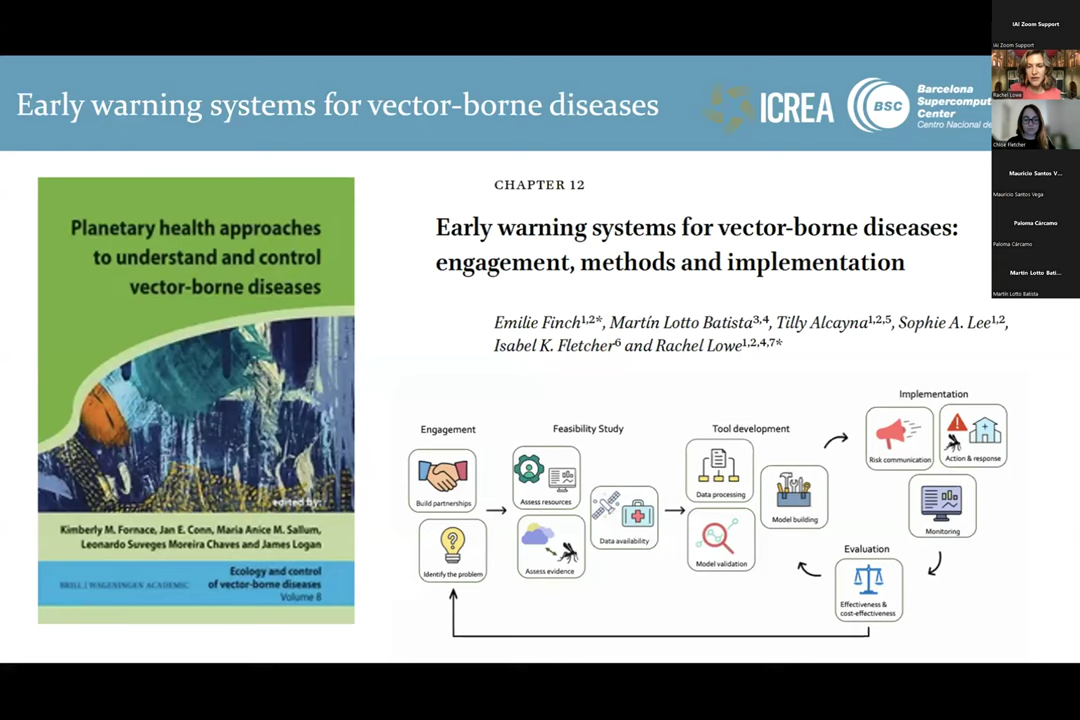 Early warning systems for vector-borne diseases
ICREA
BSC
Barcelona
Supercomput
Center
Centro Nacional de
IAI Zoom Support
IAI Zoom Support
Rachel Lowe
Chloe Fletcher
Mauricio Santos V...
Mauricio Santos Vega
Paloma Cárcamo
Paloma Cárcamo
Martín Lotto Bati...
Martín Lotto Batista
Planetary health approaches
to understand and control
vector-borne diseases
edited by:
Kimberly M. Fornace, Jan E. Conn, Maria Anice M. Sallum,
Leonardo Suveges Moreira Chaves and James Logan
BRILL | WAGENINGEN ACADEMIC
Ecology and control
of vector-borne diseases
Volume 8
CHAPTER 12
Early warning systems for vector-borne diseases:
engagement, methods and implementation
Emilie Finch1,2*, Martín Lotto Batista3,4, Tilly Alcayna1,2,5, Sophie A. Lee1,2,
Isabel K. Fletcher6 and Rachel Lowe1,2,4,7*
Engagement
Build partnerships
Identify the problem
Feasibility Study
Assess resources
Assess evidence
Data availability
Tool development
Data processing
Model validation
Model building
Implementation
Risk communication
Action & response
Monitoring
Evaluation
Effectiveness &
cost-effectiveness